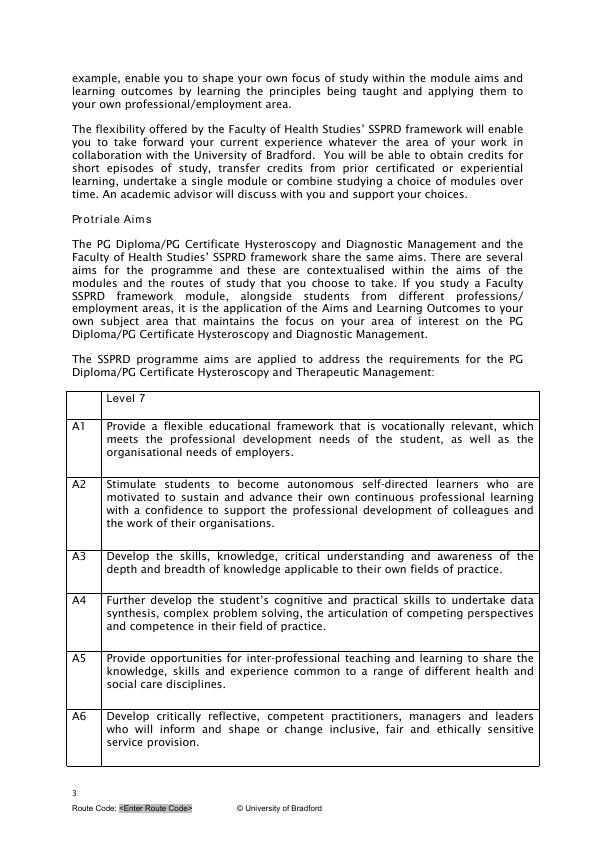 example, enable you to shape your own focus of study within the module aims and
learning outcomes by learning the principles being taught and applying them to
your own professional/employment area.
The flexibility offered by the Faculty of Health Studies' SSPRD framework will enable
you to take forward your current experience whatever the area of your work in
collaboration with the University of Bradford. You will be able to obtain credits for
short episodes of study, transfer credits from prior certificated or experiential
learning, undertake a single module or combine studying a choice of modules over
time. An academic advisor will discuss with you and support your choices.
Protriale Aims
The PG Diploma/PG Certificate Hysteroscopy and Diagnostic Management and the
Faculty of Health Studies' SSPRD framework share the same aims. There are several
aims for the programme and these are contextualised within the aims of the
modules and the routes of study that you choose to take. If you study a Faculty
SSPRD framework module, alongside students from different professions/
employment areas, it is the application of the Aims and Learning Outcomes to your
own subject area that maintains the focus on your area of interest on the PG
Diploma/PG Certificate Hysteroscopy and Diagnostic Management.
The SSPRD programme aims are applied to address the requirements for the PG
Diploma/PG Certificate Hysteroscopy and Therapeutic Management:
Level 7
A1 Provide a flexible educational framework that is vocationally relevant, which
meets the professional development needs of the student, as well as the
organisational needs of employers.
A2 Stimulate students to become autonomous self-directed learners who are
motivated to sustain and advance their own continuous professional learning
with a confidence to support the professional development of colleagues and
the work of their organisations.
A3 Develop the skills, knowledge, critical understanding and awareness of the
depth and breadth of knowledge applicable to their own fields of practice.
A4 Further develop the student's cognitive and practical skills to undertake data
synthesis, complex problem solving, the articulation of competing perspectives
and competence in their field of practice.
A5 Provide opportunities for inter-professional teaching and learning to share the
knowledge, skills and experience common to a range of different health and
social care disciplines.
A6 Develop critically reflective, competent practitioners, managers and leaders
who will inform and shape or change inclusive, fair and ethically sensitive
service provision.
3
Route Code: <Enter Route Code> © University of Bradford